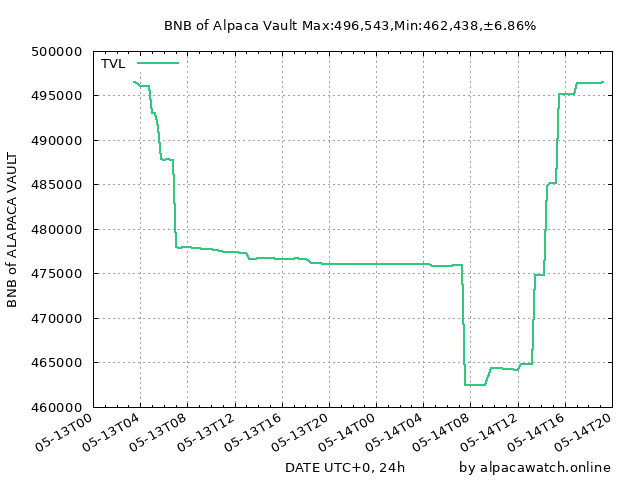 BNB of Alpaca Vault Max:496,543,Min:462,438,±6.86%
TVL
BNB of ALAPACA VAULT
500000
495000
490000
485000
480000
475000
470000
465000
460000
05-13T00
05-13T04
05-13T08
05-13T12
05-13T16
05-13T20
05-14T00
05-14T04
05-14T08
05-14T12
05-14T16
05-14T20
DATE UTC+0, 24h
by alpacawatch.online